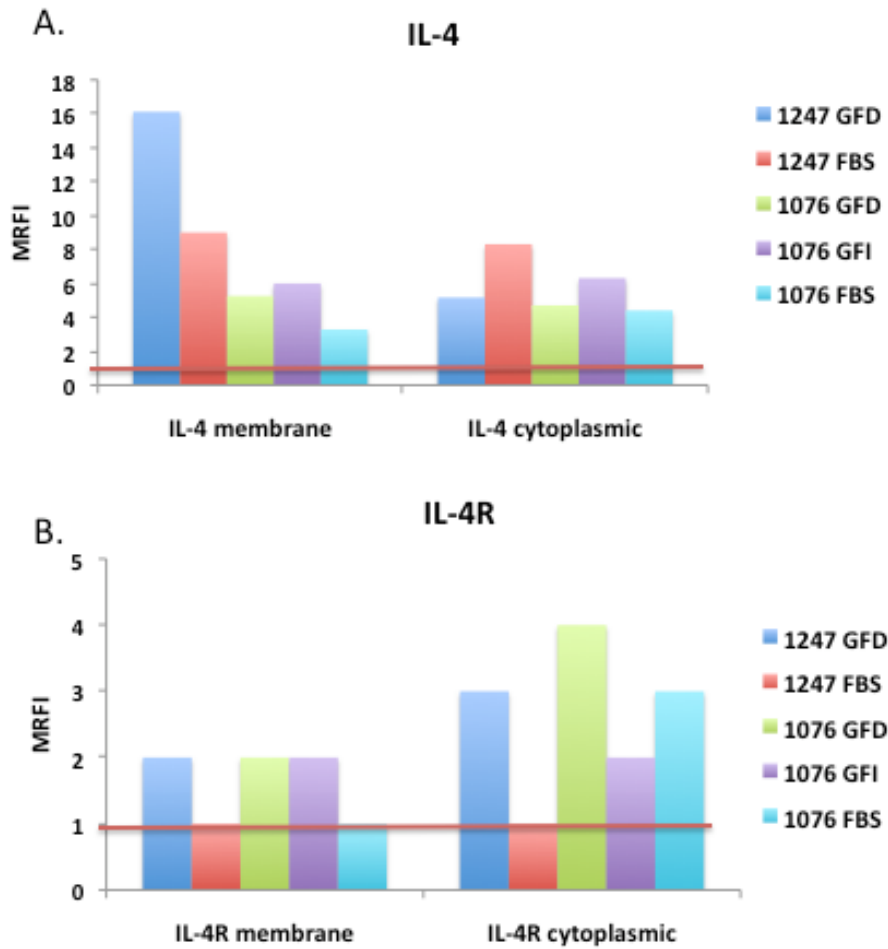 A.
IL-4
18
16
14
12
10
8
6
4
2
0
MRFI
IL-4 membrane
IL-4 cytoplasmic
1247 GFD
1247 FBS
1076 GFD
1076 GFI
1076 FBS
B.
IL-4R
5
4
3
2
1
0
MRFI
IL-4R membrane
IL-4R cytoplasmic
1247 GFD
1247 FBS
1076 GFD
1076 GFI
1076 FBS